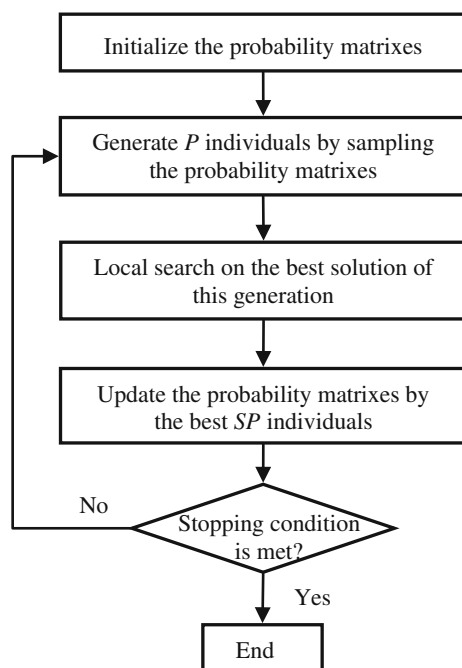 Initialize the probability matrixes
Generate P individuals by sampling
the probability matrixes
Local search on the best solution of
this generation
Update the probability matrixes by
the best SP individuals
No
Stopping condition
is met?
Yes
End